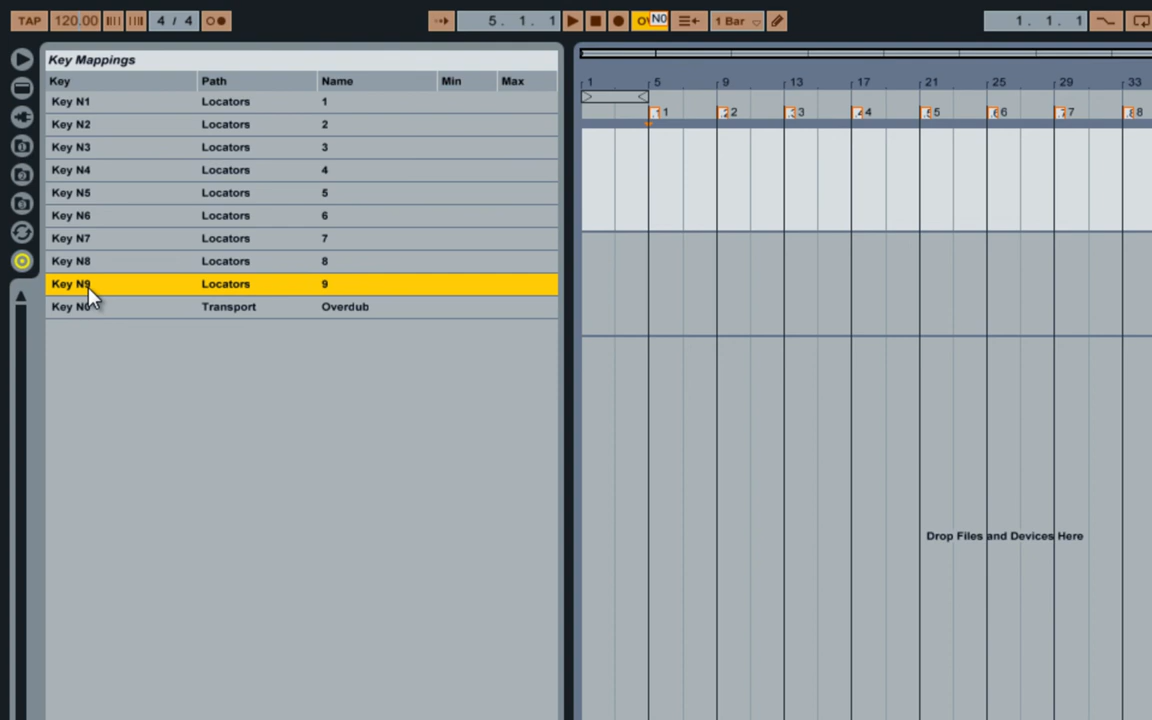 TAP 120.00 4 / 4 5 . 1 . 1 OV N0 1 Bar 1 . 1 . 1
Key Mappings
Key Path Name Min Max
Key N1 Locators 1
Key N2 Locators 2
Key N3 Locators 3
Key N4 Locators 4
Key N5 Locators 5
Key N6 Locators 6
Key N7 Locators 7
Key N8 Locators 8
Key N9 Locators 9
Key N0 Transport Overdub
1 5 9 13 17 21 25 29 33
1 2 3 4 5 6 7 8
Drop Files and Devices Here